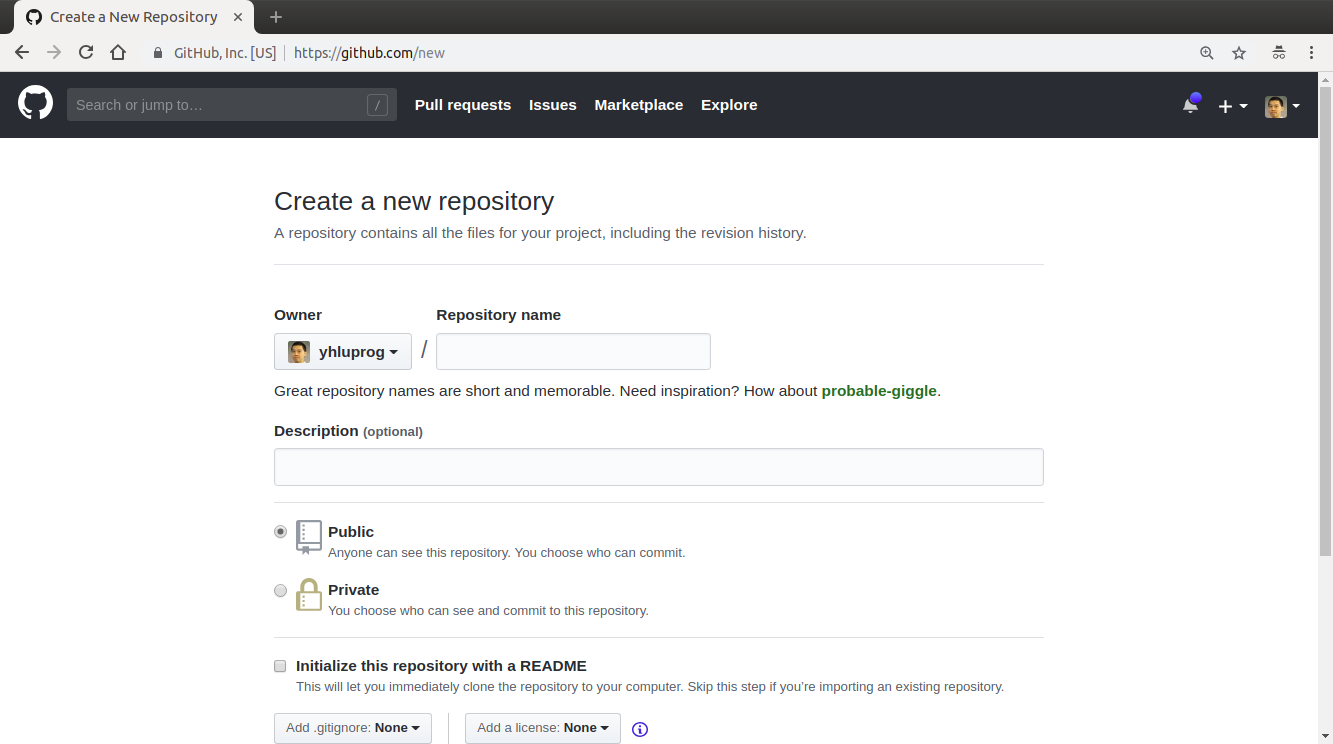 Create a New Repository
GitHub, Inc. [US] https://github.com/new
Search or jump to… / Pull requests Issues Marketplace Explore
Create a new repository
A repository contains all the files for your project, including the revision history.
Owner Repository name
yhluprog /
Great repository names are short and memorable. Need inspiration? How about probable-giggle.
Description (optional)
Public
Anyone can see this repository. You choose who can commit.
Private
You choose who can see and commit to this repository.
Initialize this repository with a README
This will let you immediately clone the repository to your computer. Skip this step if you’re importing an existing repository.
Add .gitignore: None Add a license: None